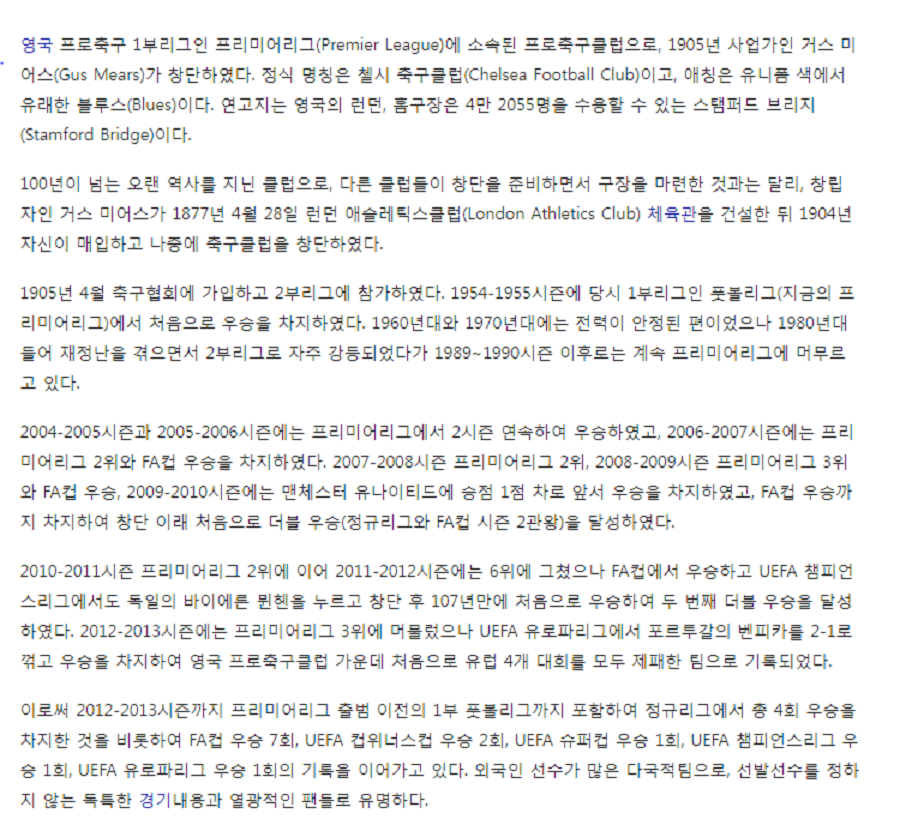 영국 프로축구 1부리그인 프리미어리그(Premier League)에 소속된 프로축구클럽으로, 1905년 사업가인 거스 미
어스(Gus Mears)가 창단하였다. 정식 명칭은 첼시 축구클럽(Chelsea Football Club)이고, 애칭은 유니폼 색에서
유래한 블루스(Blues)이다. 연고지는 영국의 런던, 홈구장은 4만 2055명을 수용할 수 있는 스탬퍼드 브리지
(Stamford Bridge)이다.
100년이 넘는 오랜 역사를 지닌 클럽으로, 다른 클럽들이 창단을 준비하면서 구장을 마련한 것과는 달리, 창립
자인 거스 미어스가 1877년 4월 28일 런던 애슬레틱스클럽(London Athletics Club) 체육관을 건설한 뒤 1904년
자신이 매입하고 나중에 축구클럽을 창단하였다.
1905년 4월 축구협회에 가입하고 2부리그에 참가하였다. 1954-1955시즌에 당시 1부리그인 풋볼리그(지금의 프
리미어리그)에서 처음으로 우승을 차지하였다. 1960년대와 1970년대에는 전력이 안정된 편이었으나 1980년대
들어 재정난을 겪으면서 2부리그로 자주 강등되었다가 1989~1990시즌 이후로는 계속 프리미어리그에 머무르
고 있다.
2004-2005시즌과 2005-2006시즌에는 프리미어리그에서 2시즌 연속하여 우승하였고, 2006-2007시즌에는 프리
미어리그 2위와 FA컵 우승을 차지하였다. 2007-2008시즌 프리미어리그 2위, 2008-2009시즌 프리미어리그 3위
와 FA컵 우승, 2009-2010시즌에는 맨체스터 유나이티드에 승점 1점 차로 앞서 우승을 차지하였고, FA컵 우승까
지 차지하여 창단 이래 처음으로 더블 우승(정규리그와 FA컵 시즌 2관왕)을 달성하였다.
2010-2011시즌 프리미어리그 2위에 이어 2011-2012시즌에는 6위에 그쳤으나 FA컵에서 우승하고 UEFA 챔피언
스리그에서도 독일의 바이에른 뮌헨을 누르고 창단 후 107년만에 처음으로 우승하여 두 번째 더블 우승을 달성
하였다. 2012-2013시즌에는 프리미어리그 3위에 머물렀으나 UEFA 유로파리그에서 포르투갈의 벤피카를 2-1로
꺾고 우승을 차지하여 영국 프로축구클럽 가운데 처음으로 유럽 4개 대회를 모두 제패한 팀으로 기록되었다.
이로써 2012-2013시즌까지 프리미어리그 출범 이전의 1부 풋볼리그까지 포함하여 정규리그에서 총 4회 우승을
차지한 것을 비롯하여 FA컵 우승 7회, UEFA 컵위너스컵 우승 2회, UEFA 슈퍼컵 우승 1회, UEFA 챔피언스리그 우
승 1회, UEFA 유로파리그 우승 1회의 기록을 이어가고 있다. 외국인 선수가 많은 다국적팀으로, 선발선수를 정하
지 않는 독특한 경기내용과 열광적인 팬들로 유명하다.